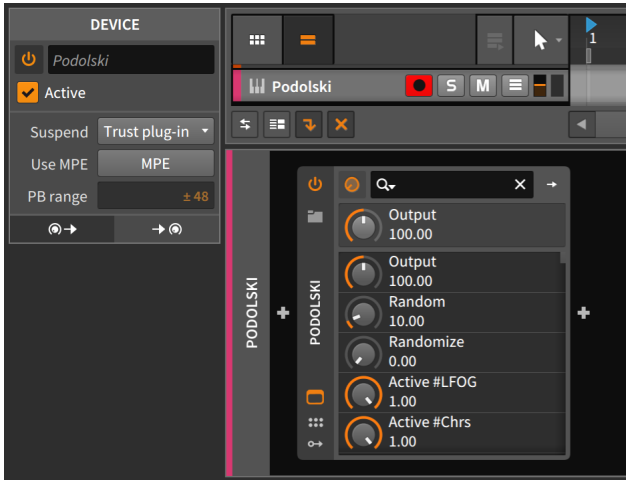 DEVICE
Podolski
Active
Suspend Trust plug-in
Use MPE MPE
PB range ±48
1
Podolski S M
PODOLSKI
PODOLSKI
Output
100.00
Output
100.00
Random
10.00
Randomize
0.00
Active #LFOG
1.00
Active #Chrs
1.00